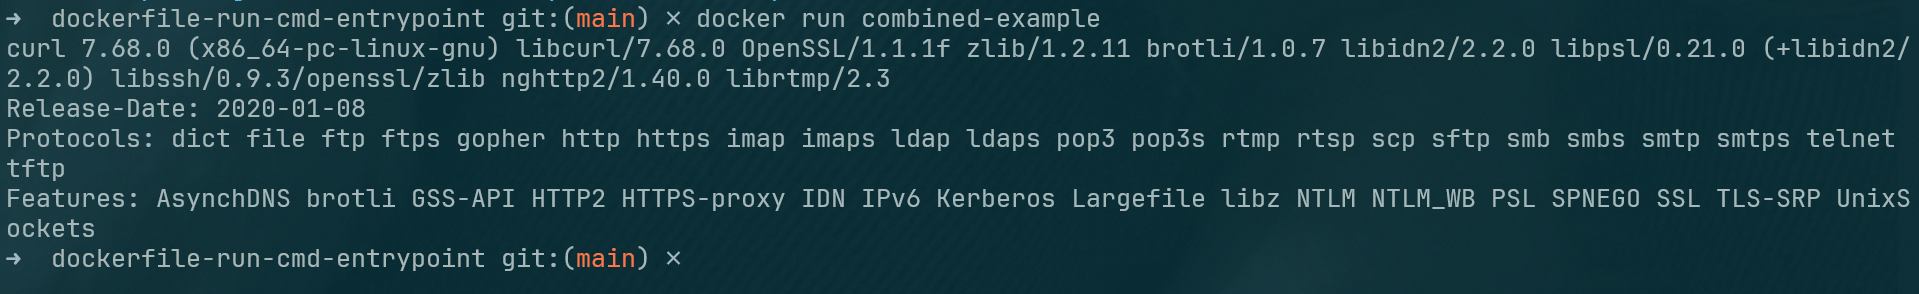 ➜  dockerfile-run-cmd-entrypoint git:(main) ✗ docker run combined-example
curl 7.68.0 (x86_64-pc-linux-gnu) libcurl/7.68.0 OpenSSL/1.1.1f zlib/1.2.11 brotli/1.0.7 libidn2/2.2.0 libpsl/0.21.0 (+libidn2/
2.2.0) libssh/0.9.3/openssl/zlib nghttp2/1.40.0 librtmp/2.3
Release-Date: 2020-01-08
Protocols: dict file ftp ftps gopher http https imap imaps ldap ldaps pop3 pop3s rtmp rtsp scp sftp smb smbs smtp smtps telnet
tftp
Features: AsynchDNS brotli GSS-API HTTP2 HTTPS-proxy IDN IPv6 Kerberos Largefile libz NTLM NTLM_WB PSL SPNEGO SSL TLS-SRP UnixS
ockets
➜  dockerfile-run-cmd-entrypoint git:(main) ✗